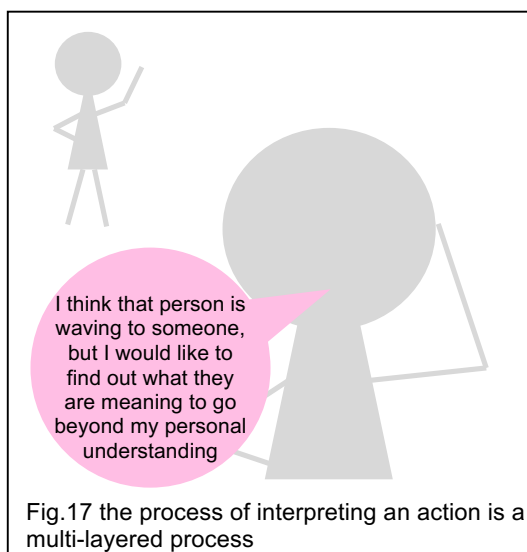 I think that person is
waving to someone,
but I would like to
find out what they
are meaning to go
beyond my personal
understanding
Fig.17 the process of interpreting an action is a
multi-layered process